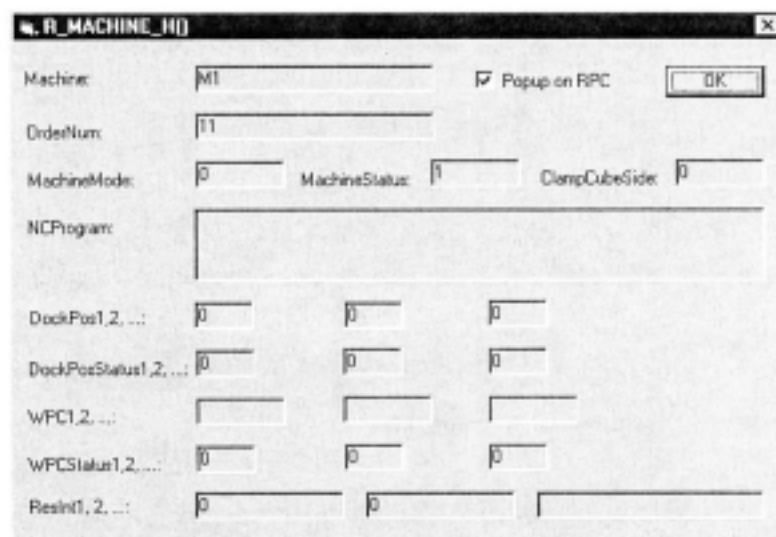 R_MACHINE_H()
Machine: M1 Popup on RPC OK
OrderNum: 11
MachineMode: 0 MachineStatus: 1 ClampCubeSide: 0
NCProgram:
DockPos1,2, ...: 0 0 0
DockPosStatus1,2, ...: 0 0 0
WPC1,2, ...:
WPCStatus1,2, ...: 0 0 0
ResInt1, 2, ...: 0 0